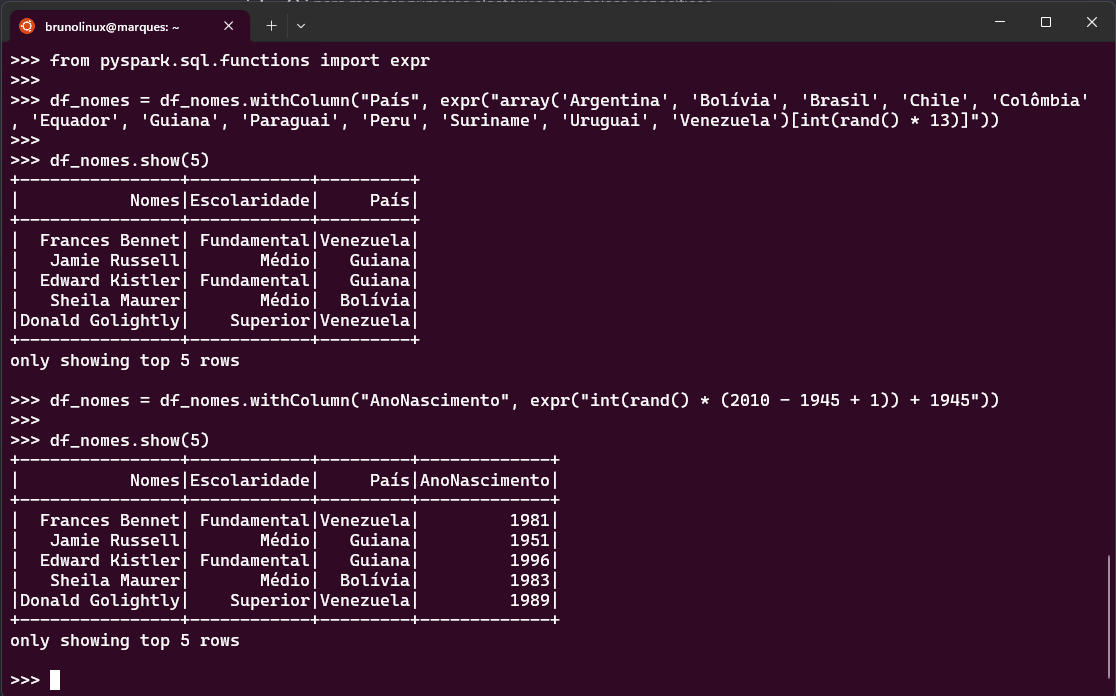 brunolinux@marques: ~
>>> from pyspark.sql.functions import expr
>>>
>>> df_nomes = df_nomes.withColumn("País", expr("array('Argentina', 'Bolívia', 'Brasil', 'Chile', 'Colômbia'
, 'Equador', 'Guiana', 'Paraguai', 'Peru', 'Suriname', 'Uruguai', 'Venezuela')[int(rand() * 13)]"))
>>>
>>> df_nomes.show(5)
+----------------+------------+---------+
|           Nomes|Escolaridade|     País|
+----------------+------------+---------+
|  Frances Bennet| Fundamental|Venezuela|
|   Jamie Russell|       Médio|   Guiana|
|  Edward Kistler| Fundamental|   Guiana|
|   Sheila Maurer|       Médio|  Bolívia|
|Donald Golightly|    Superior|Venezuela|
+----------------+------------+---------+
only showing top 5 rows
>>> df_nomes = df_nomes.withColumn("AnoNascimento", expr("int(rand() * (2010 - 1945 + 1)) + 1945"))
>>>
>>> df_nomes.show(5)
+----------------+------------+---------+-------------+
|           Nomes|Escolaridade|     País|AnoNascimento|
+----------------+------------+---------+-------------+
|  Frances Bennet| Fundamental|Venezuela|         1981|
|   Jamie Russell|       Médio|   Guiana|         1951|
|  Edward Kistler| Fundamental|   Guiana|         1996|
|   Sheila Maurer|       Médio|  Bolívia|         1983|
|Donald Golightly|    Superior|Venezuela|         1989|
+----------------+------------+---------+-------------+
only showing top 5 rows
>>>